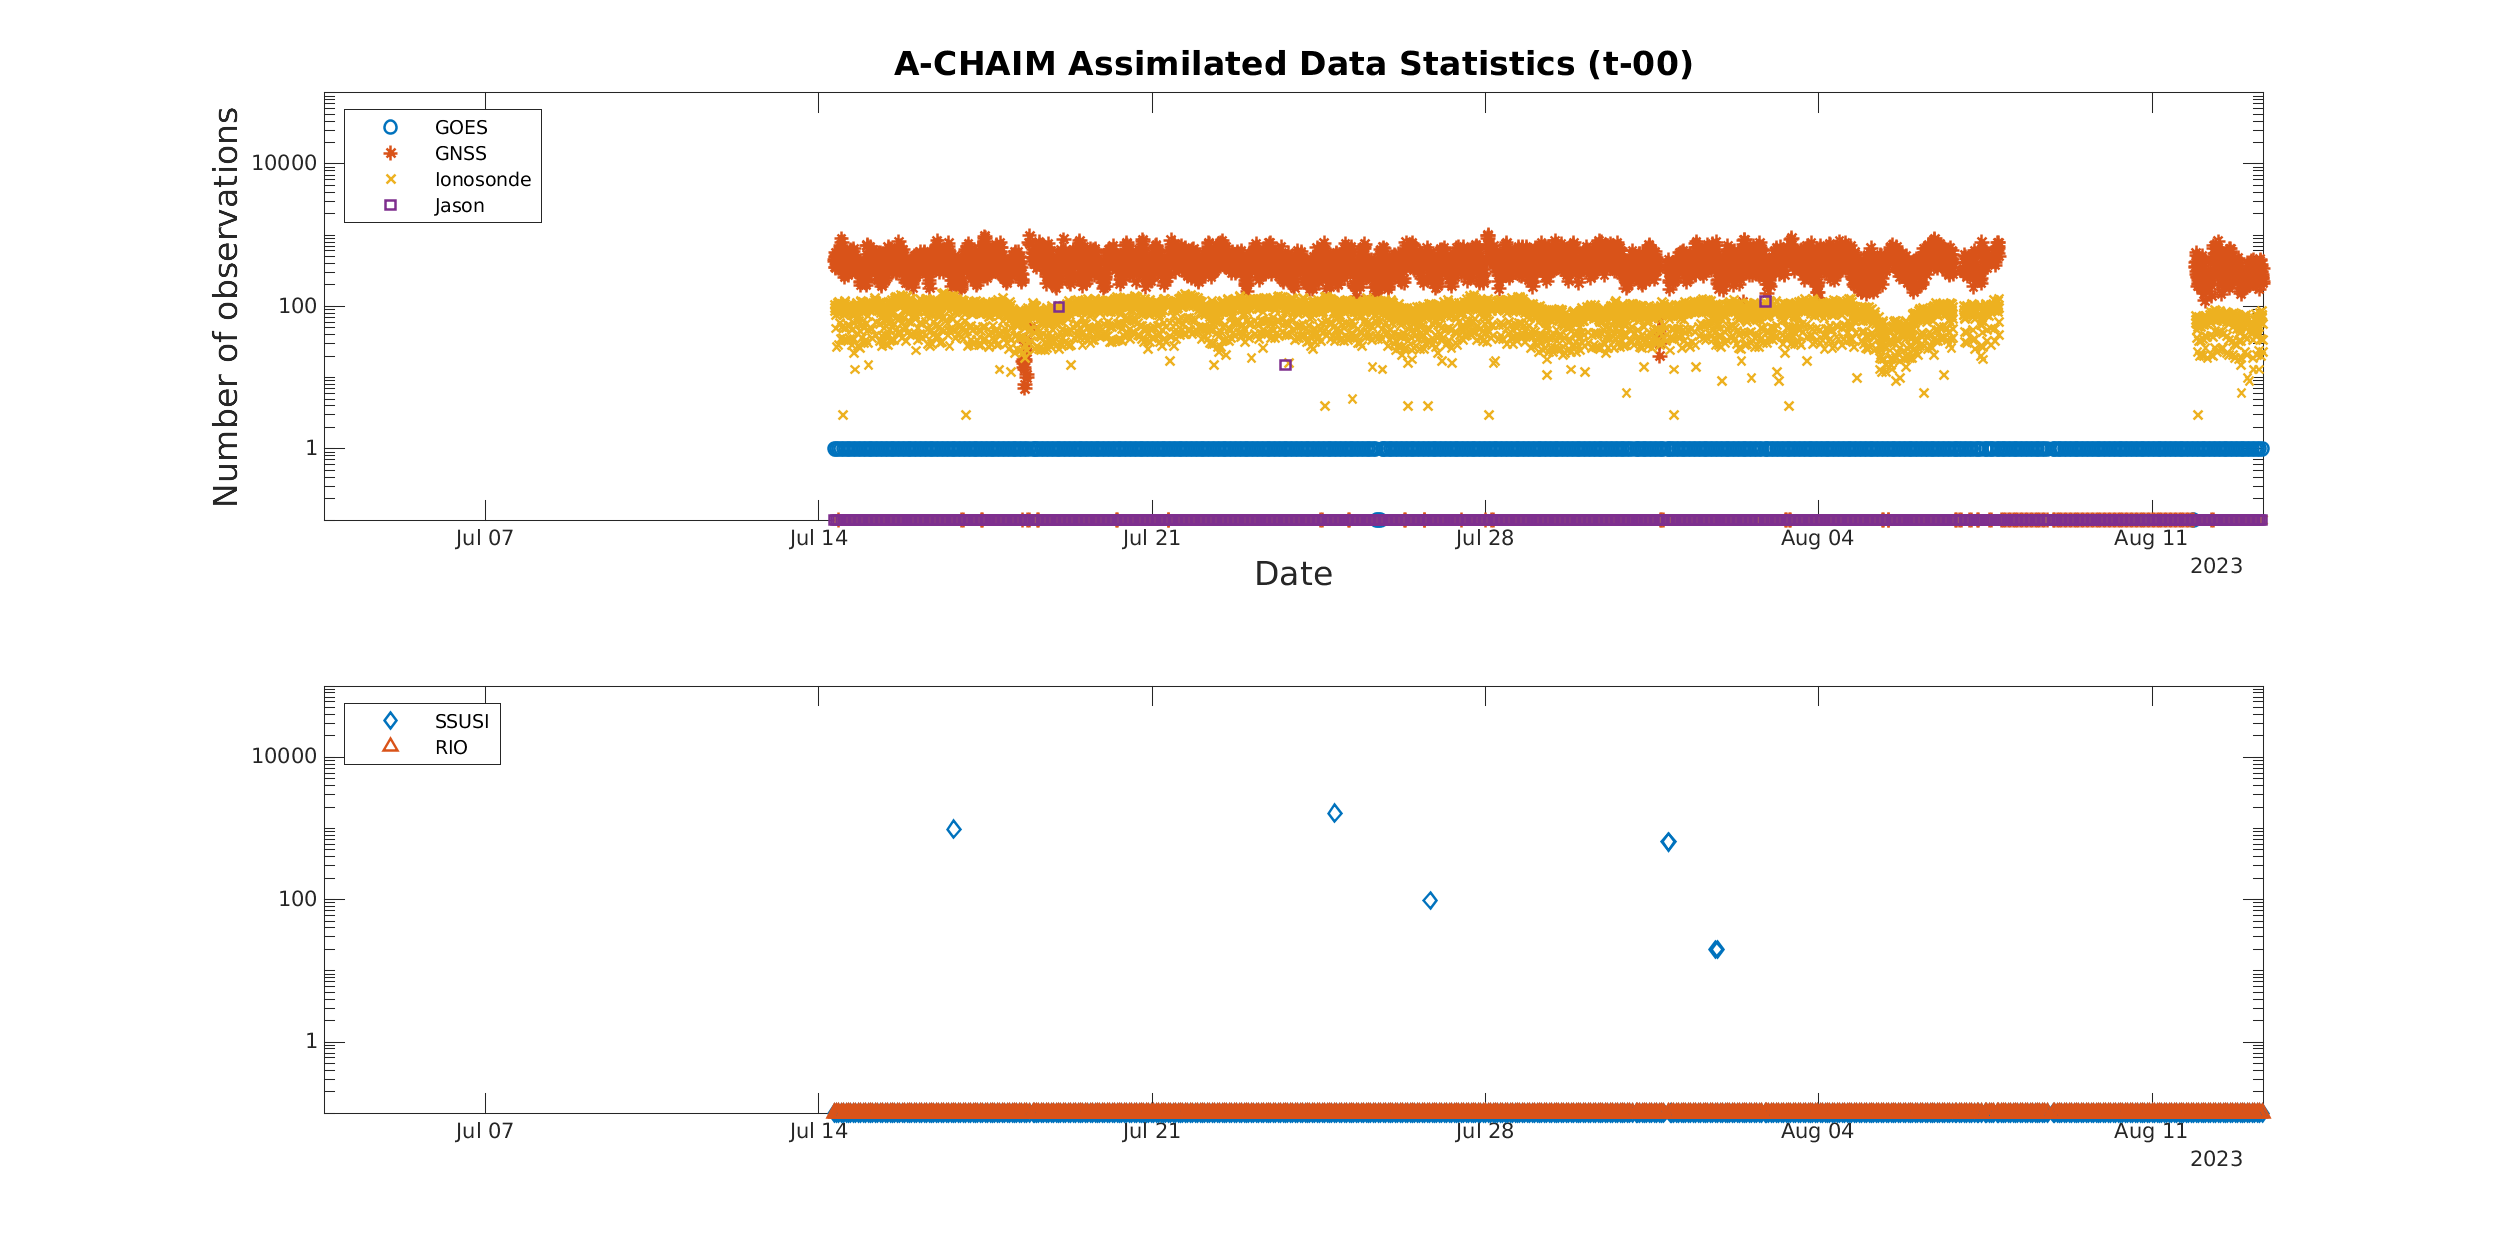 A-CHAIM Assimilated Data Statistics (t-00)
Number of observations
10000
100
1
GOES
GNSS
Ionosonde
Jason
Jul 07 Jul 14 Jul 21 Jul 28 Aug 04 Aug 11
2023
Date
10000
100
1
SSUSI
RIO
Jul 07 Jul 14 Jul 21 Jul 28 Aug 04 Aug 11
2023